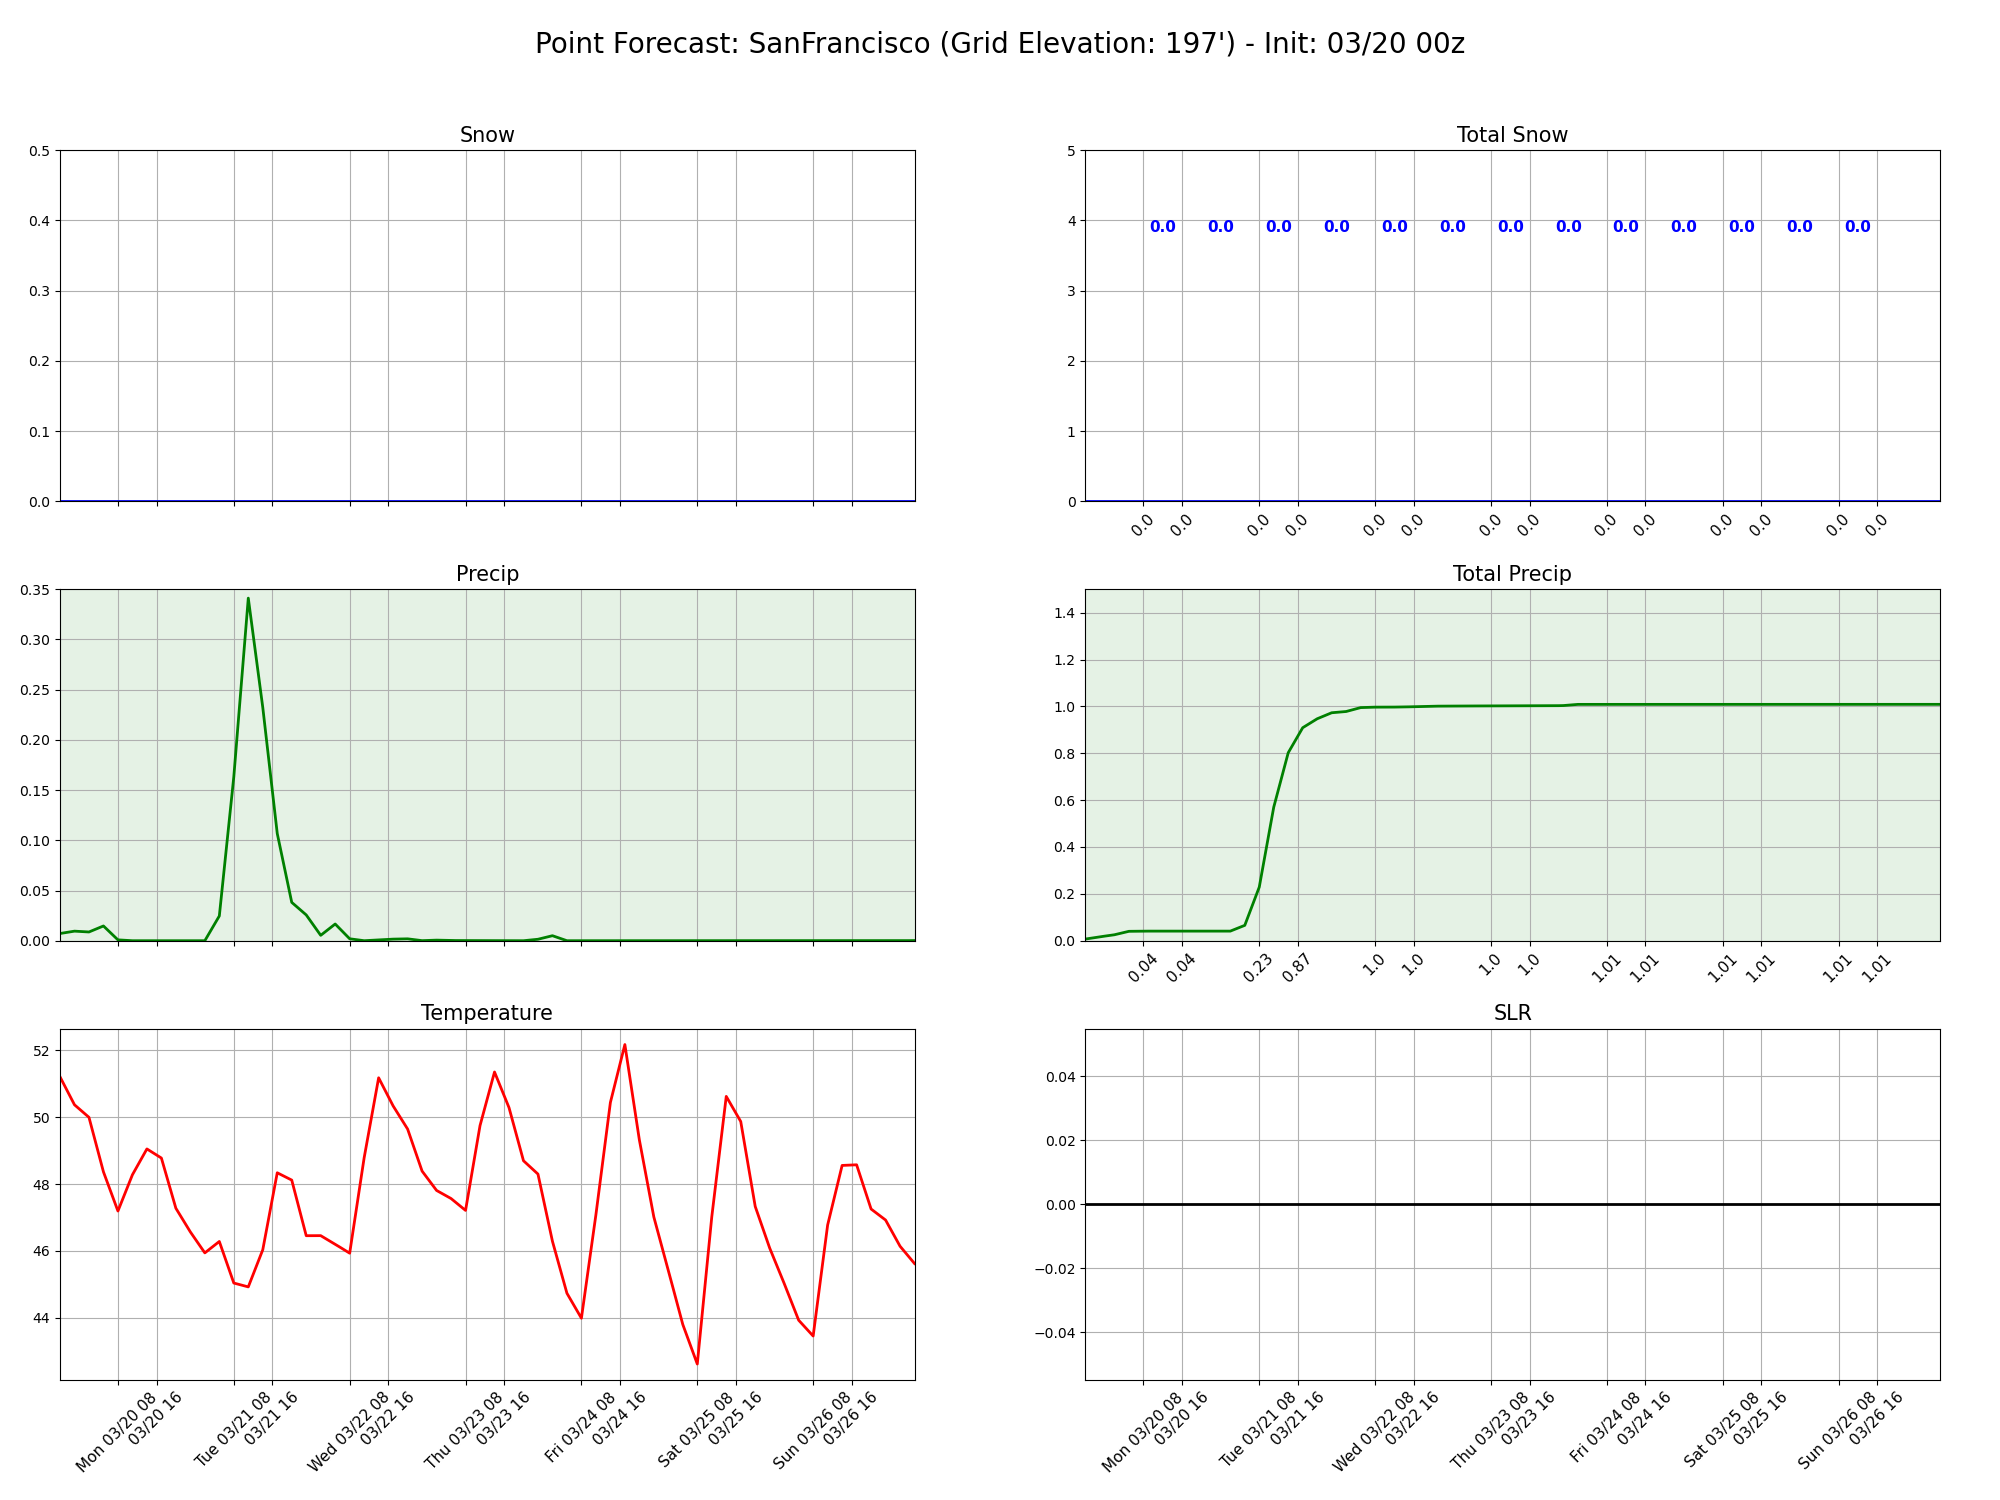 Point Forecast: SanFrancisco (Grid Elevation: 197') - Init: 03/20 00z
Snow
0.5
0.4
0.3
0.2
0.1
0.0
Total Snow
5
4
3
2
1
0
0.0 0.0 0.0 0.0 0.0 0.0 0.0 0.0 0.0 0.0 0.0 0.0 0.0
0.0 0.0 0.0 0.0 0.0 0.0 0.0 0.0 0.0 0.0 0.0 0.0 0.0 0.0
Precip
0.35
0.30
0.25
0.20
0.15
0.10
0.05
0.00
Total Precip
1.4
1.2
1.0
0.8
0.6
0.4
0.2
0.0
0.04 0.04 0.23 0.87 1.0 1.0 1.0 1.0 1.01 1.01 1.01 1.01 1.01 1.01
Temperature
52
50
48
46
44
Mon 03/20 08
03/20 16
Tue 03/21 08
03/21 16
Wed 03/22 08
03/22 16
Thu 03/23 08
03/23 16
Fri 03/24 08
03/24 16
Sat 03/25 08
03/25 16
Sun 03/26 08
03/26 16
SLR
0.04
0.02
0.00
−0.02
−0.04
Mon 03/20 08
03/20 16
Tue 03/21 08
03/21 16
Wed 03/22 08
03/22 16
Thu 03/23 08
03/23 16
Fri 03/24 08
03/24 16
Sat 03/25 08
03/25 16
Sun 03/26 08
03/26 16